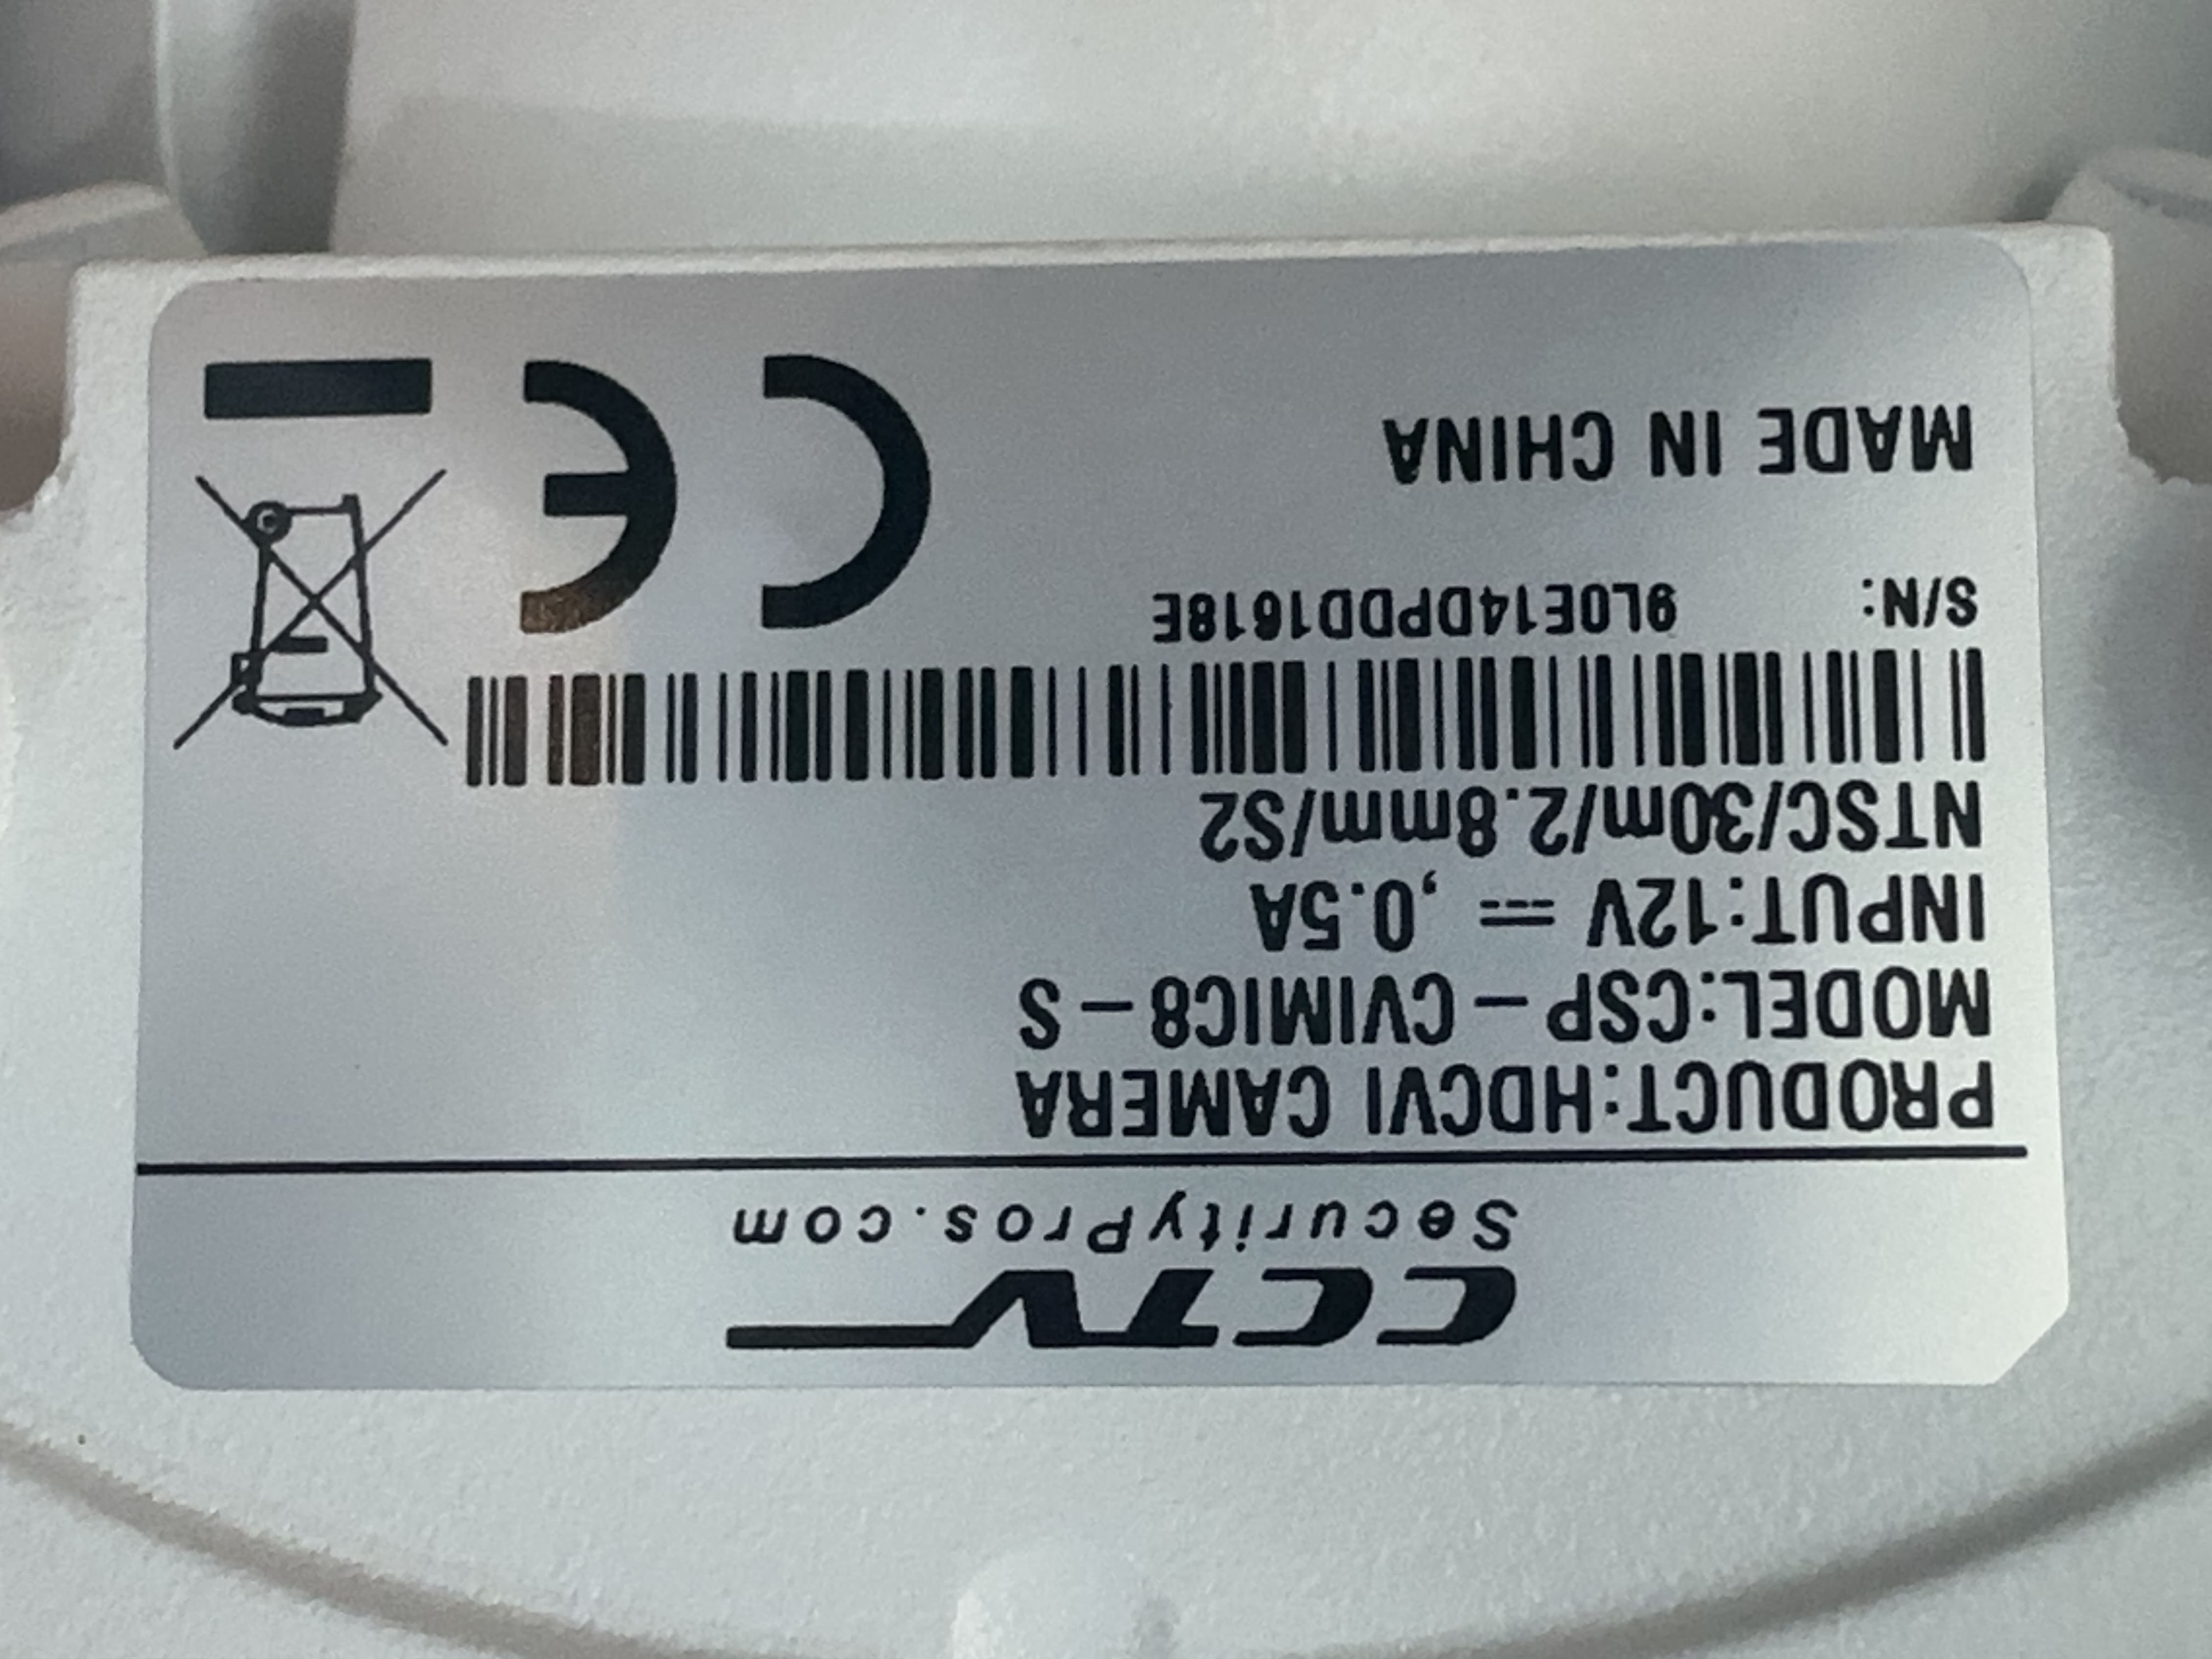 CCTV
SecurityPros.com
PRODUCT:HDCVI CAMERA
MODEL:CSP-CVIMIC8-S
INPUT:12V ⎓ ,0.5A
NTSC/30m/2.8mm/S2
S/N: 9L0E14DPDD1618E
MADE IN CHINA
CE